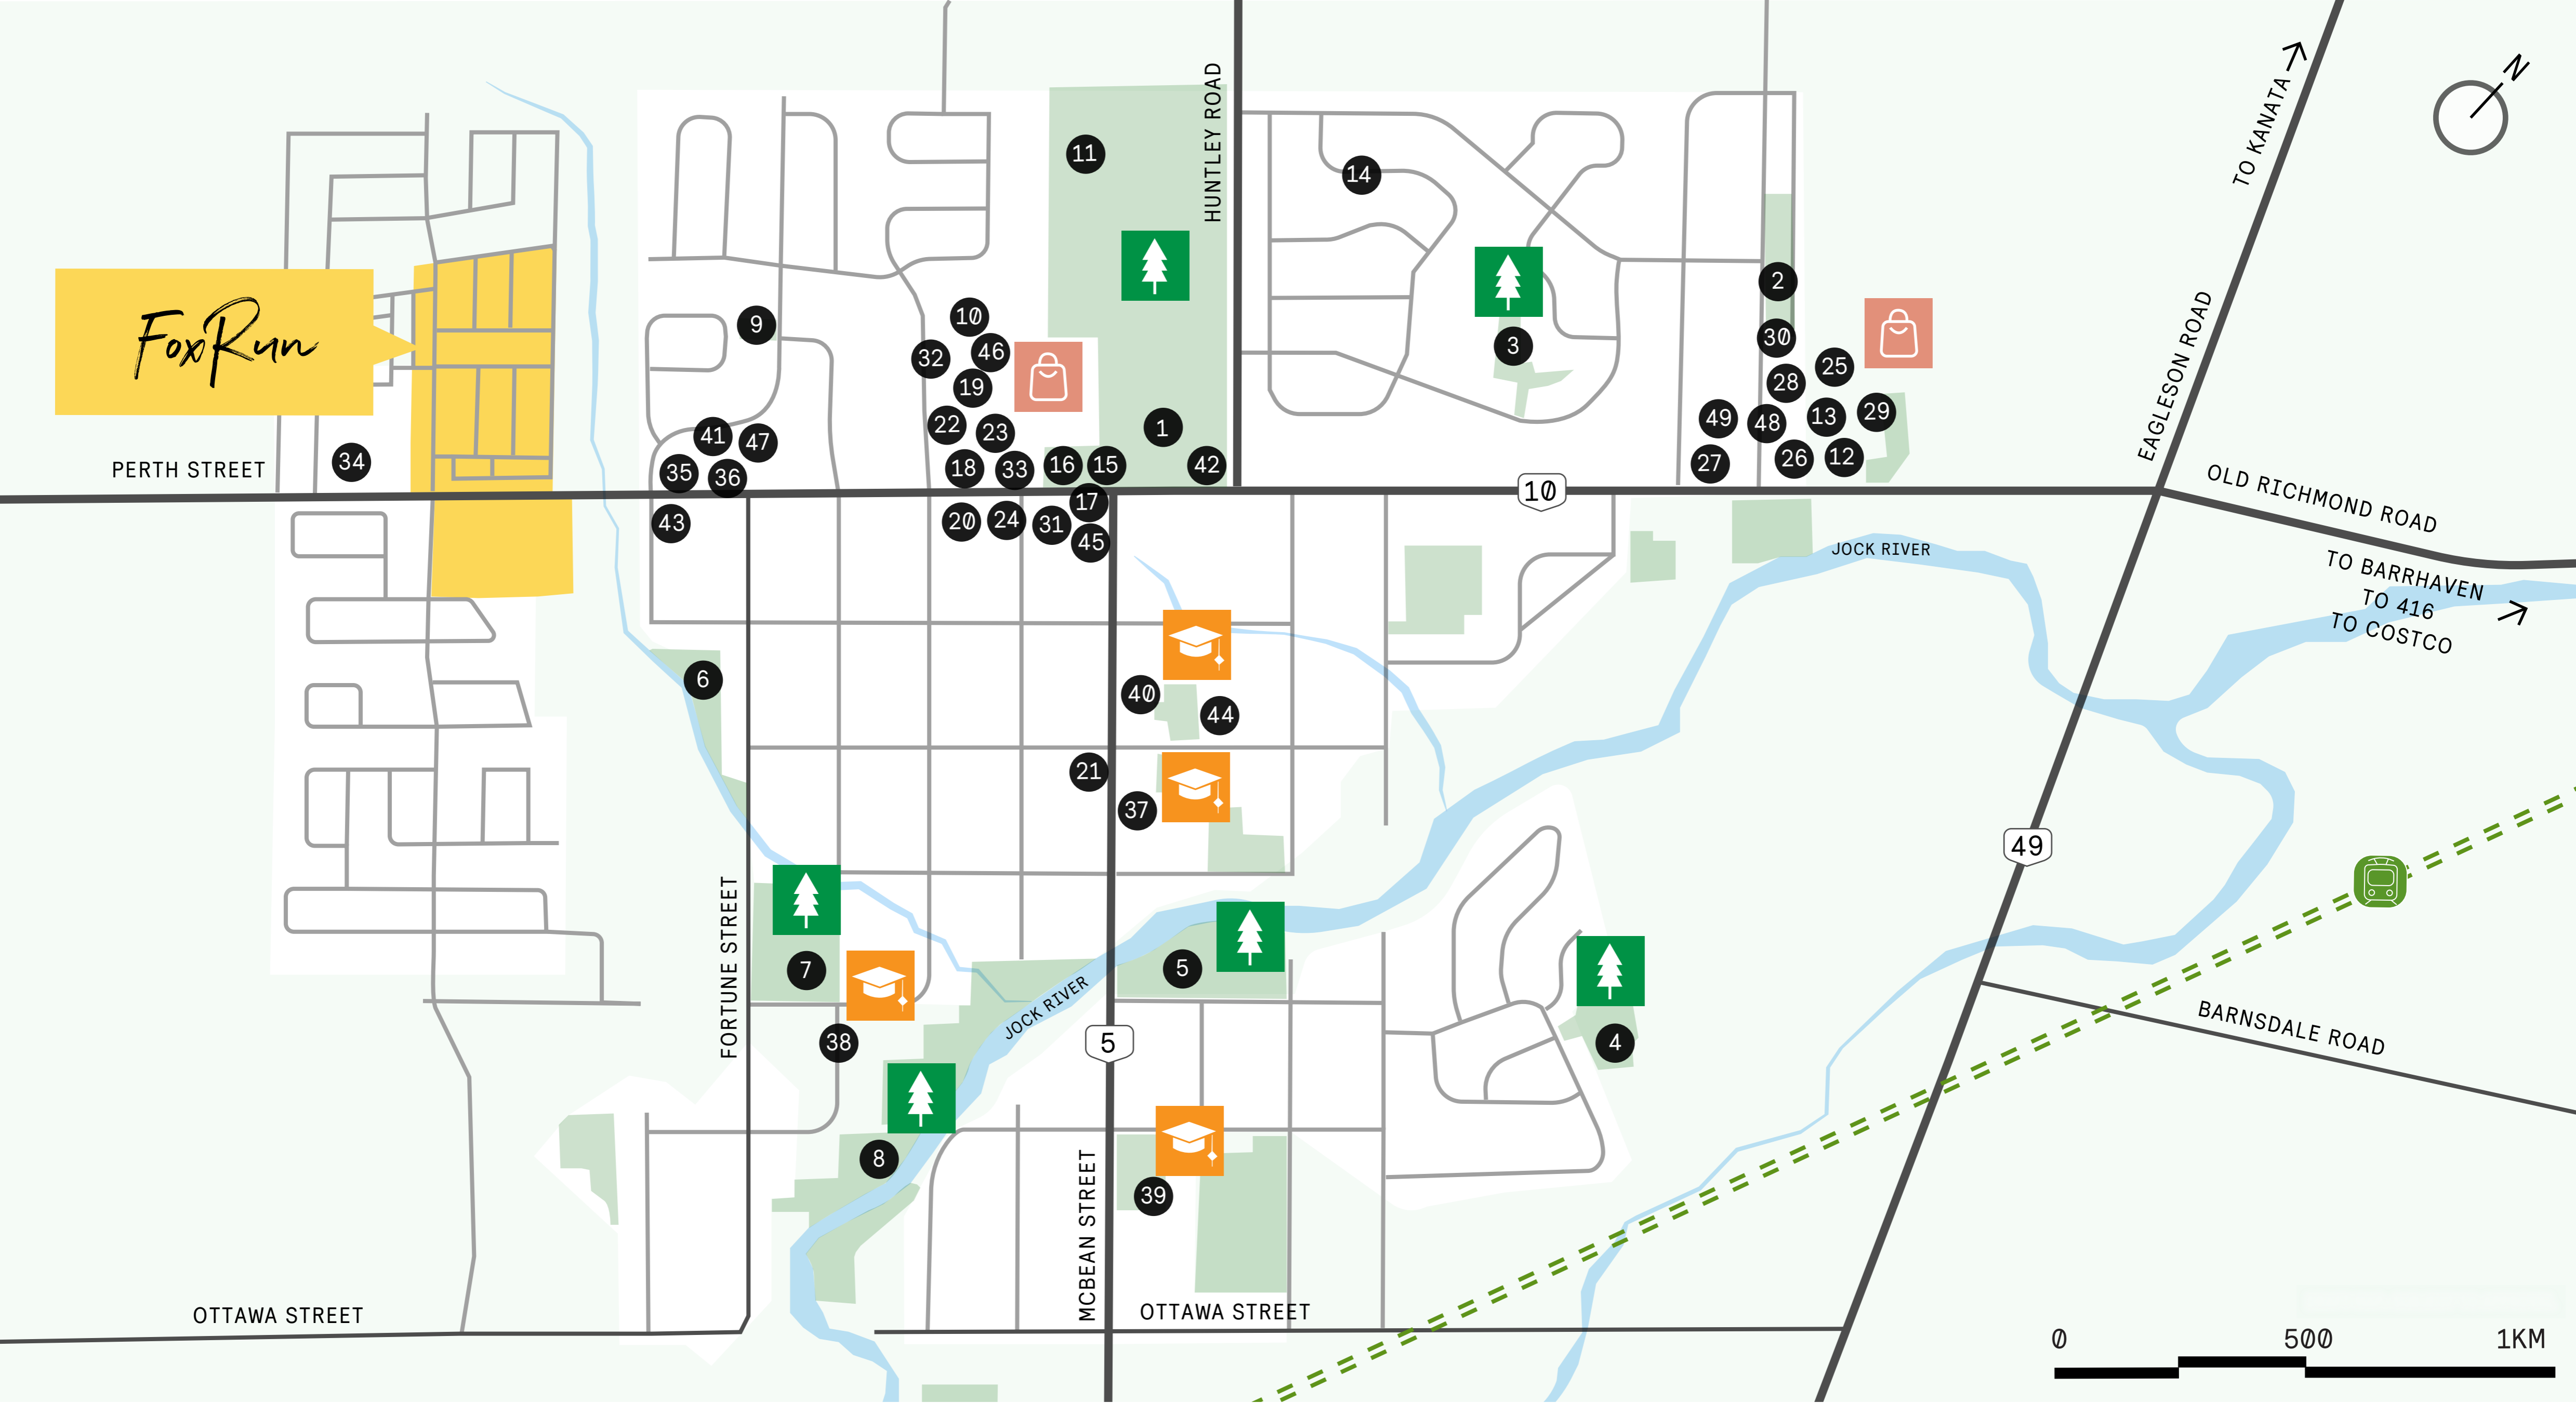 TO KANATA
N
HUNTLEY ROAD
11
14
2
FoxRun
9
10
32
46
19
3
30
25
28
EAGLESON ROAD
41
47
22
23
1
49
48
13
29
PERTH STREET
34
35
36
18
33
16
15
42
27
26
12
10
OLD RICHMOND ROAD
43
20
24
31
17
45
JOCK RIVER
TO BARRHAVEN
TO 416
TO COSTCO
6
40
44
21
37
49
FORTUNE STREET
7
5
38
JOCK RIVER
5
4
BARNSDALE ROAD
8
39
MCBEAN STREET
OTTAWA STREET
OTTAWA STREET
0 500 1KM